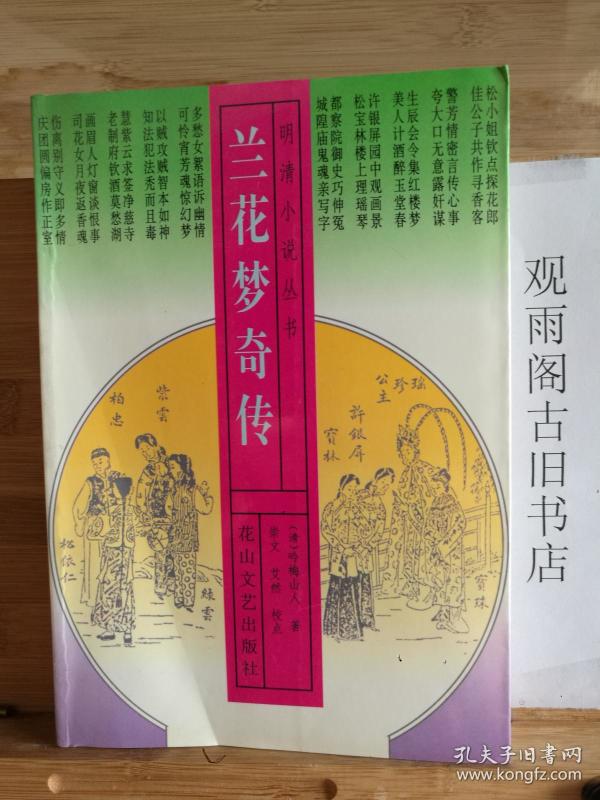 松小姐钦点探花郎
佳公子共作寻香客
警芳情密言传心事
夸大口无意露奸谋
生辰会令集红楼梦
美人计酒醉玉堂春
许银屏园中观画景
松宝林楼上理瑶琴
都察院御史巧伸冤
城隍庙鬼魂亲写字
明清小说丛书
兰花梦奇传
(清)吟梅山人 著
崇文 艾然 校点
花山文艺出版社
多愁女絮语诉幽情
可怜宵芳魂惊幻梦
以贼攻贼智本如神
知法犯法秃而且毒
慧紫云求签净慈寺
老制府饮酒莫愁湖
画眉人灯窗谈恨事
司花女月夜返香魂
伤离别守义即多情
庆团圆偏房作正室
紫雲
柏忠
松依仁
綠雲
公主
瑶珍
許銀屏
寶林
寶珠
观雨阁古旧书店
孔夫子旧书网
www.kongfz.com